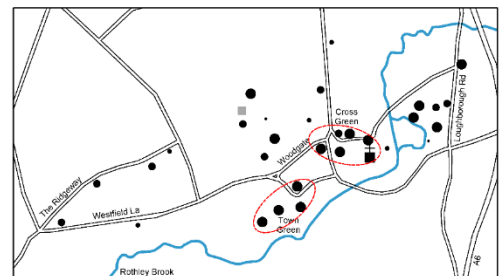 Cross
Green
Loughborough Rd
Woodgate
The Ridgeway
Westfield La
Town
Green
Rothley Brook
A6